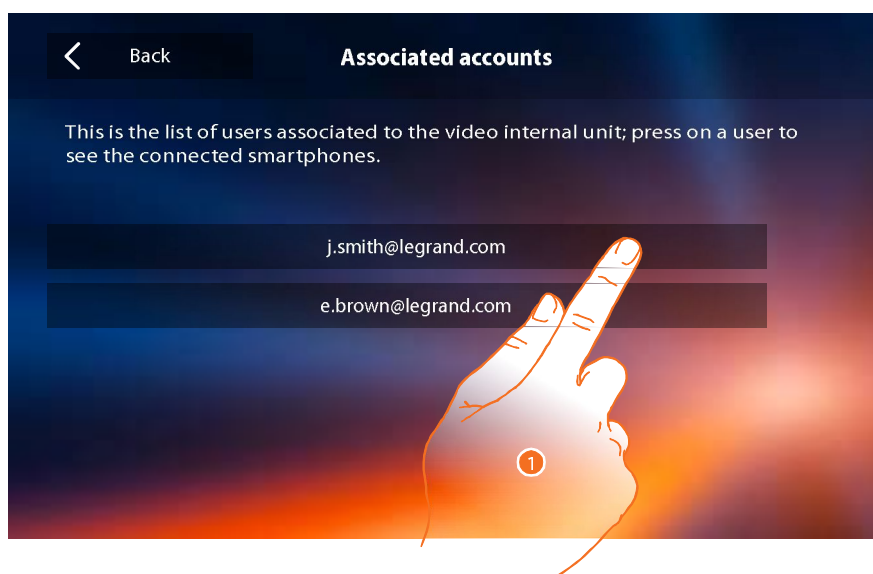 Back
Associated accounts
This is the list of users associated to the video internal unit; press on a user to
see the connected smartphones.
j.smith@legrand.com
e.brown@legrand.com
1